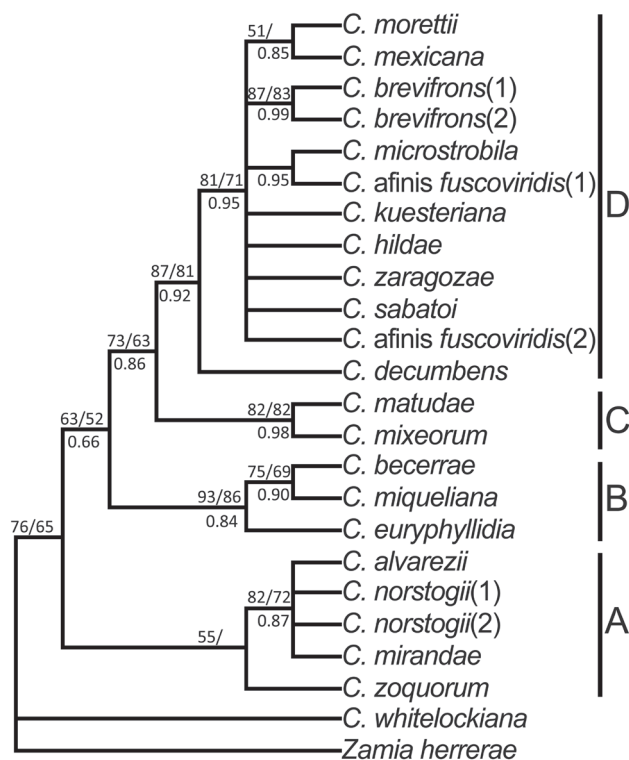 51/
0.85
C. morettii
C. mexicana
87/83
0.99
C. brevifrons(1)
C. brevifrons(2)
0.95
C. microstrobila
C. afinis fuscoviridis(1)
81/71
0.95
C. kuesteriana
D
C. hildae
87/81
0.92
C. zaragozae
C. sabatoi
C. afinis fuscoviridis(2)
73/63
0.86
C. decumbens
82/82
0.98
C. matudae
C
C. mixeorum
63/52
0.66
75/69
0.90
C. becerrae
93/86
0.84
C. miqueliana
B
C. euryphyllidia
76/65
C. alvarezii
82/72
0.87
C. norstogii(1)
C. norstogii(2)
A
55/
C. mirandae
C. zoquorum
C. whitelockiana
Zamia herrerae